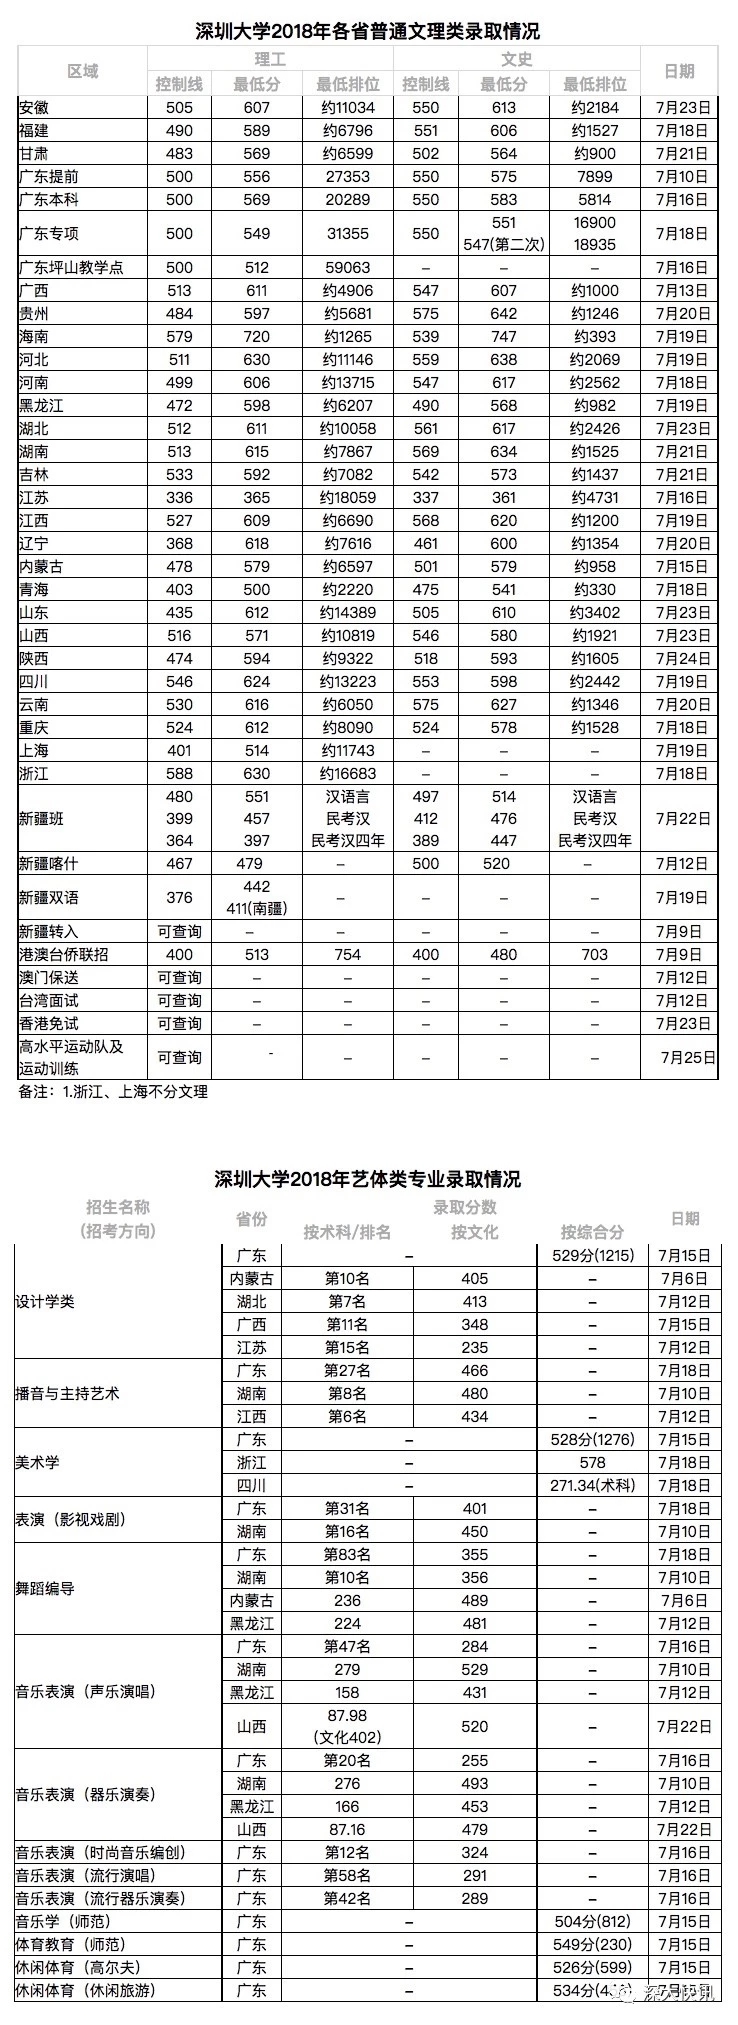 深圳大学2018年各省普通文理类录取情况
区域 理工 文史 日期
控制线 最低分 最低排位 控制线 最低分 最低排位
安徽 505 607 约11034 550 613 约2184 7月23日
福建 490 589 约6796 551 606 约1527 7月18日
甘肃 483 569 约6599 502 564 约900 7月21日
广东提前 500 556 27353 550 575 7899 7月10日
广东本科 500 569 20289 550 583 5814 7月16日
广东专项 500 549 31355 550 551 16900 7月18日
547(第二次) 18935
广东坪山教学点 500 512 59063 – – – 7月16日
广西 513 611 约4906 547 607 约1000 7月13日
贵州 484 597 约5681 575 642 约1246 7月20日
海南 579 720 约1265 539 747 约393 7月19日
河北 511 630 约11146 559 638 约2069 7月19日
河南 499 606 约13715 547 617 约2562 7月18日
黑龙江 472 598 约6207 490 568 约982 7月19日
湖北 512 611 约10058 561 617 约2426 7月23日
湖南 513 615 约7867 569 634 约1525 7月21日
吉林 533 592 约7082 542 573 约1437 7月21日
江苏 336 365 约18059 337 361 约4731 7月16日
江西 527 609 约6690 568 620 约1200 7月19日
辽宁 368 618 约7616 461 600 约1354 7月20日
内蒙古 478 579 约6597 501 579 约958 7月15日
青海 403 500 约2220 475 541 约330 7月18日
山东 435 612 约14389 505 610 约3402 7月23日
山西 516 571 约10819 546 580 约1921 7月23日
陕西 474 594 约9322 518 593 约1605 7月24日
四川 546 624 约13223 553 598 约2442 7月19日
云南 530 616 约6050 575 627 约1346 7月20日
重庆 524 612 约8090 524 578 约1528 7月18日
上海 401 514 约11743 – – – 7月19日
浙江 588 630 约16683 – – – 7月18日
新疆班 480 551 汉语言 497 514 汉语言 7月22日
399 457 民考汉 412 476 民考汉
364 397 民考汉四年 389 447 民考汉四年
新疆喀什 467 479 – 500 520 – 7月12日
新疆双语 376 442 – – – – 7月19日
411(南疆)
新疆转入 可查询 – – – – – 7月9日
港澳台侨联招 400 513 754 400 480 703 7月9日
澳门保送 可查询 – – – – – 7月12日
台湾面试 可查询 – – – – – 7月12日
香港免试 可查询 – – – – – 7月23日
高水平运动队及
运动训练 可查询 - – – – – 7月25日
备注：1.浙江、上海不分文理
深圳大学2018年艺体类专业录取情况
招生名称 省份 录取分数 日期
（招考方向） 按术科/排名 按文化 按综合分
设计学类 广东 – 529分(1215) 7月15日
内蒙古 第10名 405 – 7月6日
湖北 第7名 413 – 7月12日
广西 第11名 348 – 7月15日
江苏 第15名 235 – 7月12日
播音与主持艺术 广东 第27名 466 – 7月18日
湖南 第8名 480 – 7月10日
江西 第6名 434 – 7月12日
美术学 广东 – 528分(1276) 7月15日
浙江 – 578 7月18日
四川 – 271.34(术科) 7月18日
表演（影视戏剧） 广东 第31名 401 – 7月18日
湖南 第16名 450 – 7月10日
舞蹈编导 广东 第83名 355 – 7月18日
湖南 第10名 356 – 7月10日
内蒙古 236 489 – 7月6日
黑龙江 224 481 – 7月12日
音乐表演（声乐演唱） 广东 第47名 284 – 7月16日
湖南 279 529 – 7月10日
黑龙江 158 431 – 7月12日
山西 87.98 520 – 7月22日
（文化402）
音乐表演（器乐演奏） 广东 第20名 255 – 7月16日
湖南 276 493 – 7月10日
黑龙江 166 453 – 7月12日
山西 87.16 479 – 7月22日
音乐表演（时尚音乐编创） 广东 第12名 324 – 7月16日
音乐表演（流行演唱） 广东 第58名 291 – 7月16日
音乐表演（流行器乐演奏） 广东 第42名 289 – 7月16日
音乐学（师范） 广东 – 504分(812) 7月15日
体育教育（师范） 广东 – 549分(230) 7月15日
休闲体育（高尔夫） 广东 – 526分(599) 7月15日
休闲体育（休闲旅游） 广东 – 534分
深大快讯